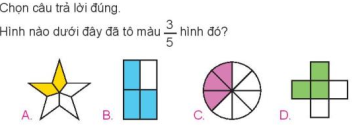 Chọn câu trả lời đúng.
Hình nào dưới đây đã tô màu 3/5 hình đó?
A. B. C. D.